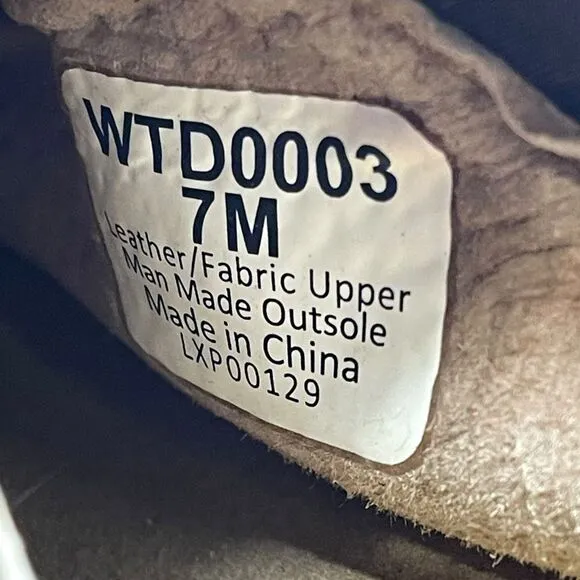 WTD0003
7M
Leather/Fabric Upper
Man Made Outsole
Made in China
LXP00129